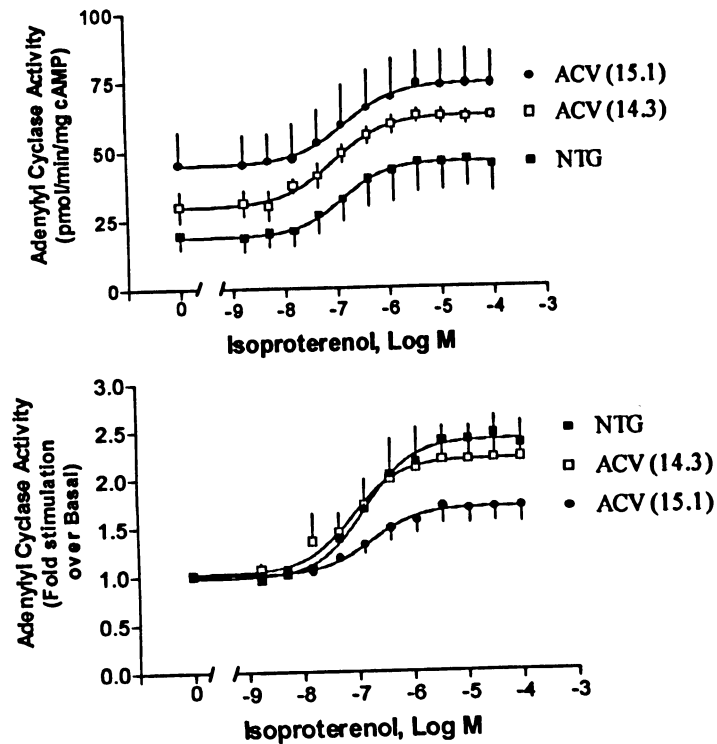 Adenylyl Cyclase Activity
(pmol/min/mg cAMP)
100
75
50
25
0
0
-9
-8
-7
-6
-5
-4
-3
Isoproterenol, Log M
ACV (15.1)
ACV (14.3)
NTG
Adenylyl Cyclase Activity
(Fold stimulation
over Basal)
3.0
2.5
2.0
1.5
1.0
0.0
0
-9
-8
-7
-6
-5
-4
-3
Isoproterenol, Log M
NTG
ACV (14.3)
ACV (15.1)